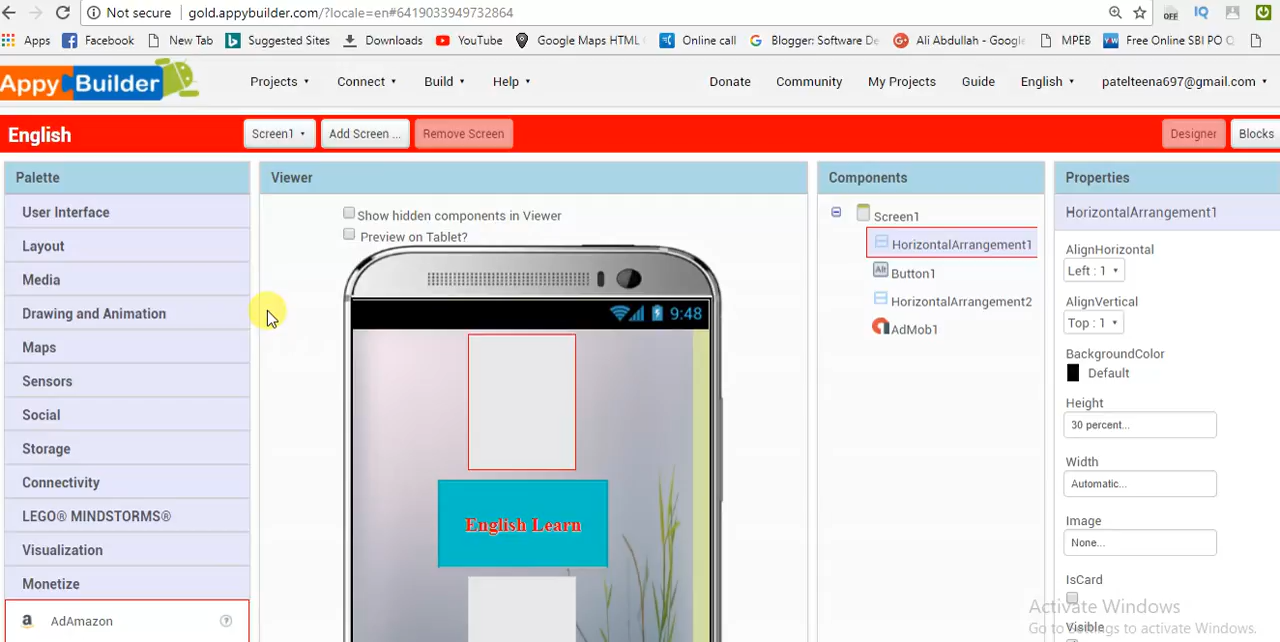 Not secure | gold.appybuilder.com/?locale=en#6419033949732864
OFF IQ
Apps Facebook New Tab Suggested Sites Downloads YouTube Google Maps HTML Online call Blogger: Software De Ali Abdullah - Google MPEB Free Online SBI PO
Appy Builder Projects Connect Build Help Donate Community My Projects Guide English patelteena697@gmail.com
English Screen1 Add Screen ... Remove Screen Designer Blocks
Palette Viewer Components Properties
User Interface
Layout
Media
Drawing and Animation
Maps
Sensors
Social
Storage
Connectivity
LEGO® MINDSTORMS®
Visualization
Monetize
AdAmazon ?
Show hidden components in Viewer
Preview on Tablet?
9:48
English Learn
Screen1
HorizontalArrangement1
Button1
HorizontalArrangement2
AdMob1
HorizontalArrangement1
AlignHorizontal
Left : 1
AlignVertical
Top : 1
BackgroundColor
Default
Height
30 percent...
Width
Automatic...
Image
None...
IsCard
Visible
Activate Windows
Go to Settings to activate Windows.